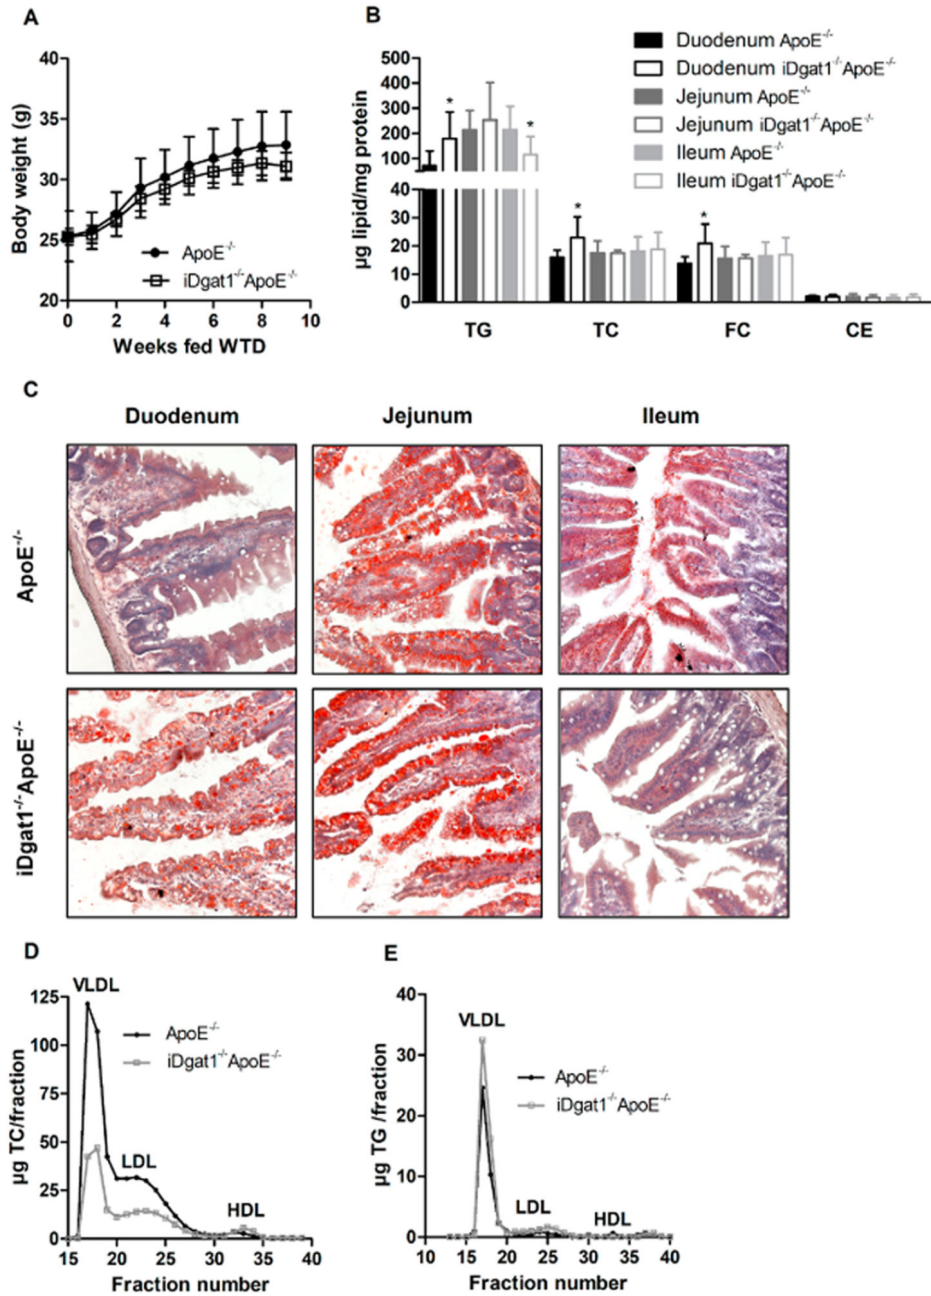 A
Body weight (g)
40
35
30
25
20
ApoE-/-
iDgat1-/-ApoE-/-
0 2 4 6 8 10
Weeks fed WTD
B
µg lipid/mg protein
500
400
300
200
100
40
30
20
10
0
* * * *
TG TC FC CE
Duodenum ApoE-/-
Duodenum iDgat1-/-ApoE-/-
Jejunum ApoE-/-
Jejunum iDgat1-/-ApoE-/-
Ileum ApoE-/-
Ileum iDgat1-/-ApoE-/-
C
Duodenum Jejunum Ileum
ApoE-/-
iDgat1-/-ApoE-/-
D
µg TC/fraction
125
100
75
50
25
0
VLDL
LDL
HDL
ApoE-/-
iDgat1-/-ApoE-/-
15 20 25 30 35 40
Fraction number
E
µg TG /fraction
40
30
20
10
0
VLDL
LDL
HDL
ApoE-/-
iDgat1-/-ApoE-/-
10 15 20 25 30 35 40
Fraction number